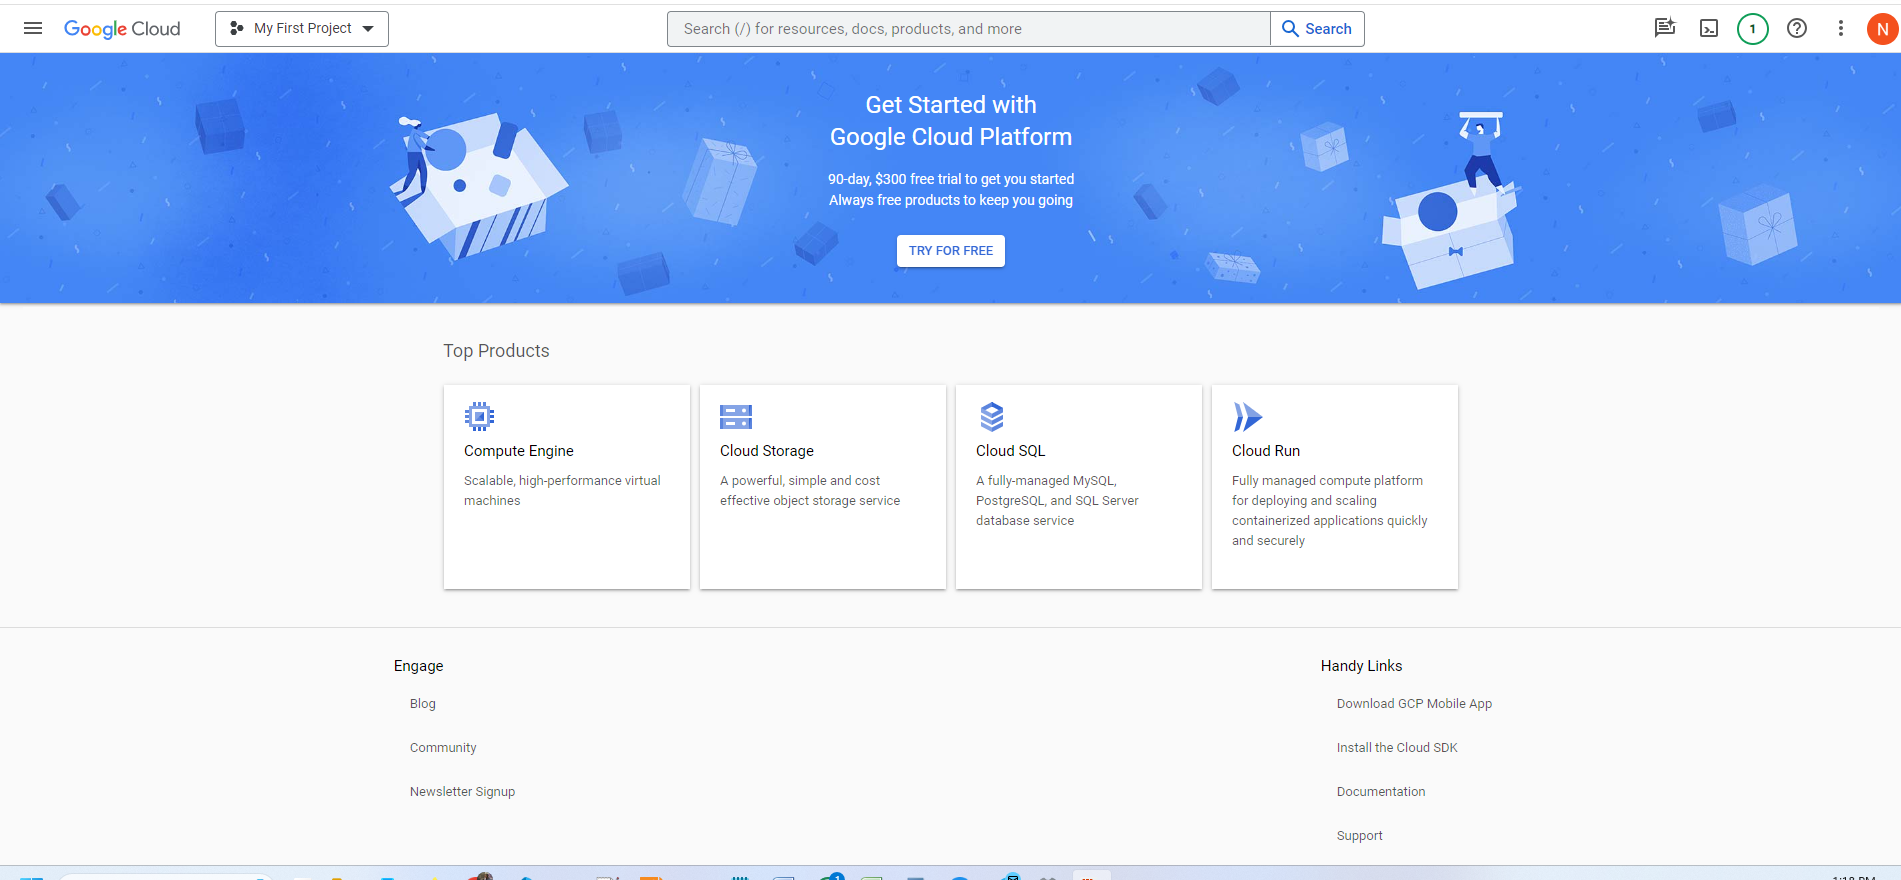 Google Cloud
My First Project
Search (/) for resources, docs, products, and more
Search
1
N
Get Started with
Google Cloud Platform
90-day, $300 free trial to get you started
Always free products to keep you going
TRY FOR FREE
Top Products
Compute Engine
Scalable, high-performance virtual
machines
Cloud Storage
A powerful, simple and cost
effective object storage service
Cloud SQL
A fully-managed MySQL,
PostgreSQL, and SQL Server
database service
Cloud Run
Fully managed compute platform
for deploying and scaling
containerized applications quickly
and securely
Engage
Blog
Community
Newsletter Signup
Handy Links
Download GCP Mobile App
Install the Cloud SDK
Documentation
Support